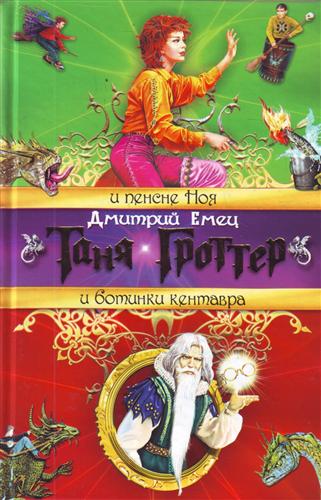 и пенсне Ноя
Дмитрий Емец
Таня Гроттер
и ботинки кентавра